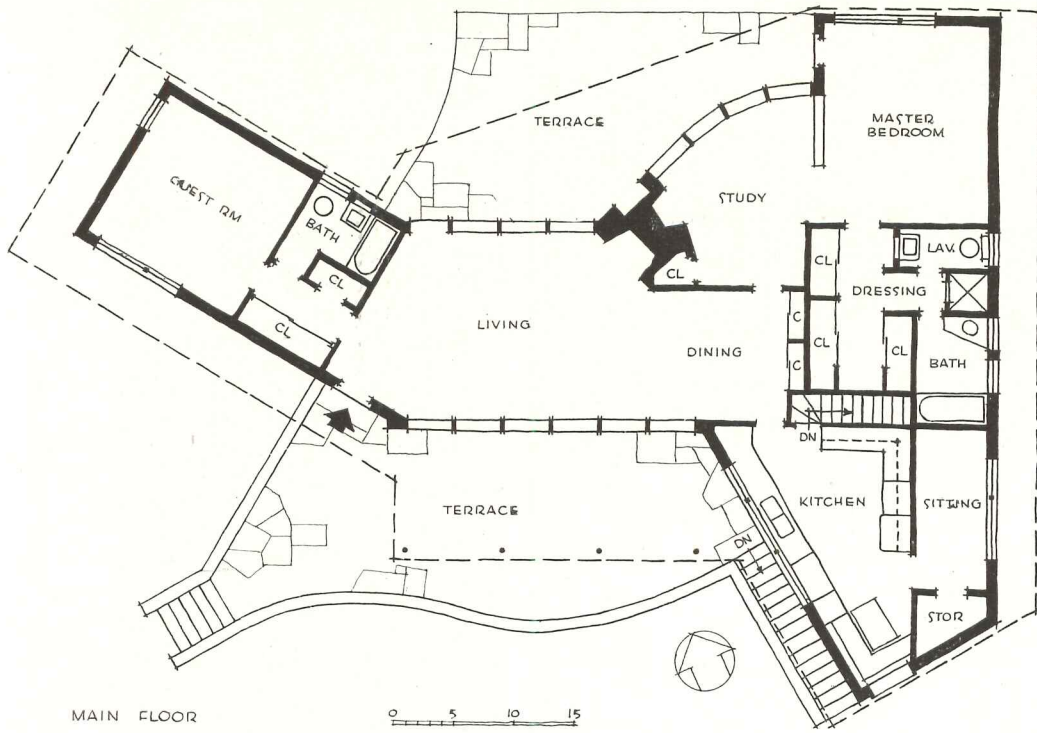 TERRACE
MASTER
BEDROOM
GUEST RM
STUDY
BATH
LAV.
CL
CL
CL
DRESSING
CL
LIVING
C
CL
CL
DINING
C
BATH
DN
KITCHEN
SITTING
TERRACE
DN
STOR
MAIN FLOOR
0 5 10 15